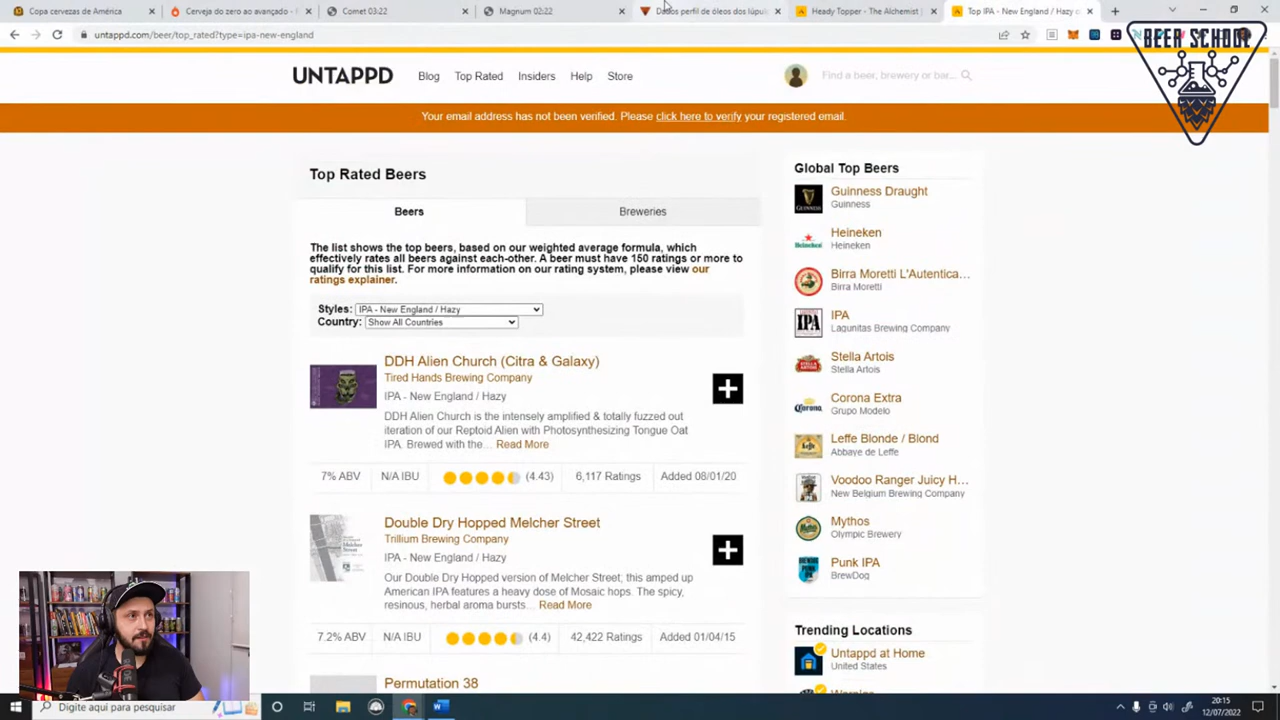 Copa cervezas de América
Cerveja do zero ao avançado -
Comet 03:22
Magnum 02:22
Dados perfil de óleos dos lúpul
Heady Topper - The Alchemist |
Top IPA - New England / Hazy o
untappd.com/beer/top_rated?type=ipa-new-england
BEER SCHOOL
UNTAPPD
Blog
Top Rated
Insiders
Help
Store
Find a beer, brewery or bar...
Your email address has not been verified. Please click here to verify your registered email.
Top Rated Beers
Beers
Breweries
The list shows the top beers, based on our weighted average formula, which
effectively rates all beers against each-other. A beer must have 150 ratings or more to
qualify for this list. For more information on our rating system, please view our
ratings explainer.
Styles: IPA - New England / Hazy
Country: Show All Countries
DDH Alien Church (Citra & Galaxy)
Tired Hands Brewing Company
IPA - New England / Hazy
DDH Alien Church is the intensely amplified & totally fuzzed out
iteration of our Reptoid Alien with Photosynthesizing Tongue Oat
IPA. Brewed with the... Read More
7% ABV
N/A IBU
(4.43)
6,117 Ratings
Added 08/01/20
Double Dry Hopped Melcher Street
Trillium Brewing Company
IPA - New England / Hazy
Our Double Dry Hopped version of Melcher Street; this amped up
American IPA features a heavy dose of Mosaic hops. The spicy,
resinous, herbal aroma bursts... Read More
7.2% ABV
N/A IBU
(4.4)
42,422 Ratings
Added 01/04/15
Permutation 38
Global Top Beers
GUINNESS
Guinness Draught
Guinness
Heineken
Heineken
Heineken
Birra Moretti L'Autentica...
Birra Moretti
IPA
IPA
Lagunitas Brewing Company
Stella Artois
Stella Artois
Corona Extra
Grupo Modelo
Leffe Blonde / Blond
Abbaye de Leffe
Voodoo Ranger Juicy H...
New Belgium Brewing Company
Mythos
Olympic Brewery
Punk IPA
BrewDog
Trending Locations
Untappd at Home
United States
Digite aqui para pesquisar
20:15
12/07/2022